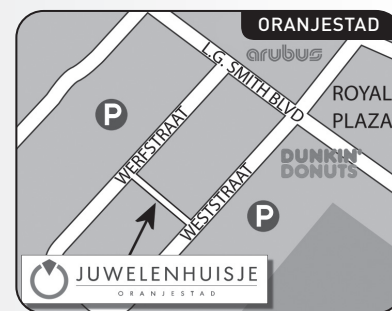 ORANJESTAD
arubus
L.G. SMITH BLVD
ROYAL
PLAZA
P
WERFSTRAAT
DUNKIN'
DONUTS
WESTSTRAAT
P
JUWELENHUISJE
ORANJESTAD